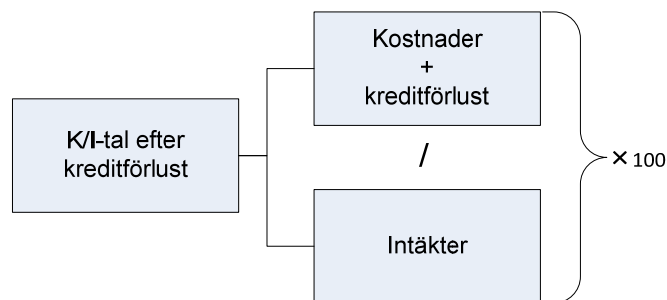 K/I-tal efter
kreditförlust
Kostnader
+
kreditförlust
/
Intäkter
× 100